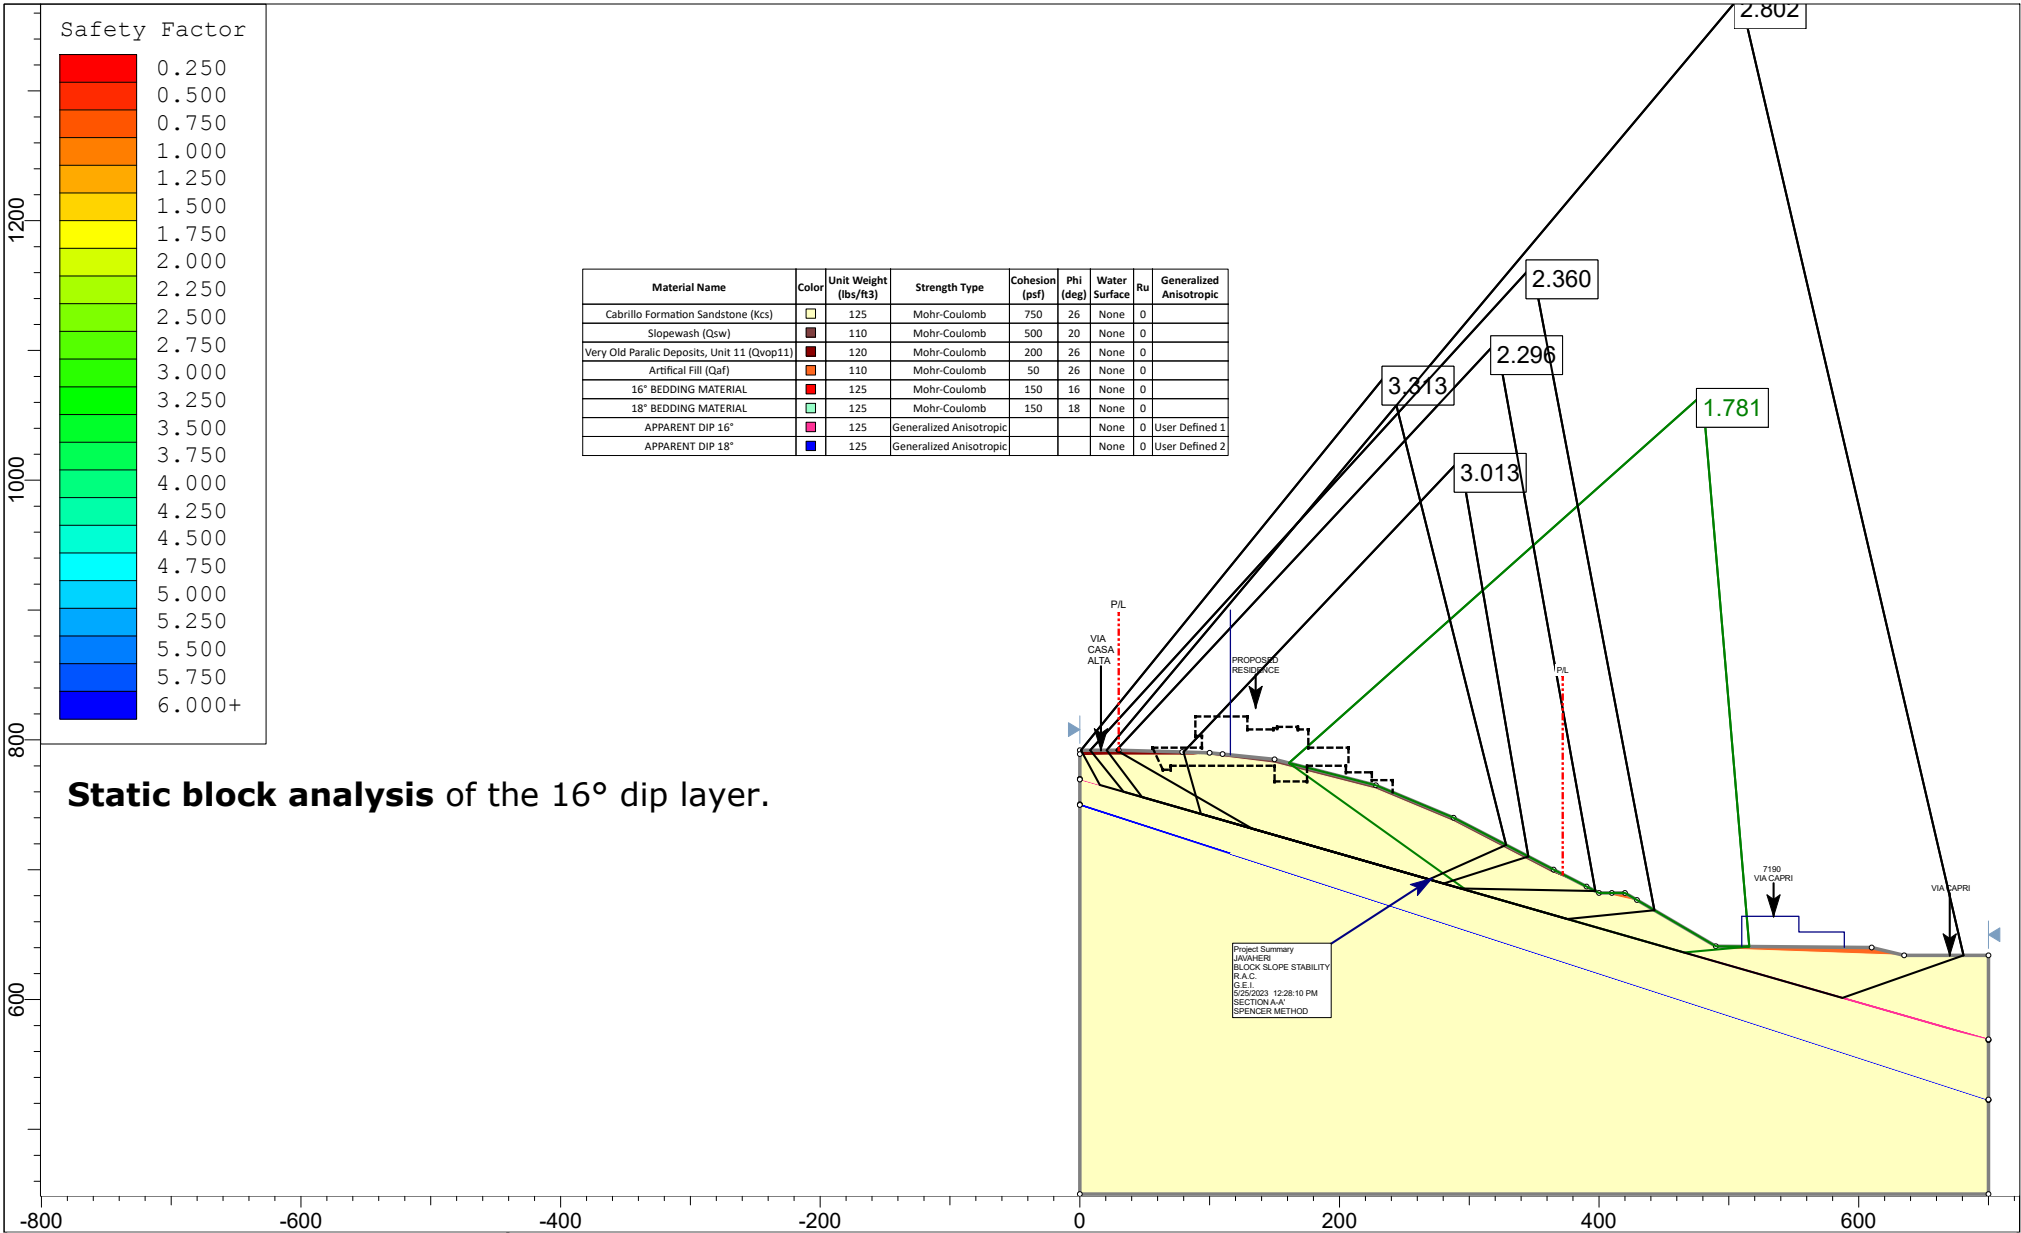 Safety Factor
0.250
0.500
0.750
1.000
1.250
1.500
1.750
2.000
2.250
2.500
2.750
3.000
3.250
3.500
3.750
4.000
4.250
4.500
4.750
5.000
5.250
5.500
5.750
6.000+
Static block analysis of the 16° dip layer.
Material Name Color Unit Weight (lbs/ft3) Strength Type Cohesion (psf) Phi (deg) Water Surface Ru Generalized Anisotropic
Cabrillo Formation Sandstone (Kcs) 125 Mohr-Coulomb 750 26 None 0
Slopewash (Qsw) 110 Mohr-Coulomb 500 20 None 0
Very Old Paralic Deposits, Unit 11 (Qvop11) 120 Mohr-Coulomb 200 26 None 0
Artifical Fill (Qaf) 110 Mohr-Coulomb 50 26 None 0
16° BEDDING MATERIAL 125 Mohr-Coulomb 150 16 None 0
18° BEDDING MATERIAL 125 Mohr-Coulomb 150 18 None 0
APPARENT DIP 16° 125 Generalized Anisotropic None 0 User Defined 1
APPARENT DIP 18° 125 Generalized Anisotropic None 0 User Defined 2
2.802
2.360
2.296
3.313
1.781
3.013
P/L
VIA
CASA
ALTA
PROPOSED
RESIDENCE
P/L
7190
VIA CAPRI
VIA CAPRI
Project Summary
JAVAHERI
BLOCK SLOPE STABILITY
R.A.C.
G.E.I.
5/25/2023 12:28:10 PM
SECTION A-A'
SPENCER METHOD
1200
1000
800
600
-800 -600 -400 -200 0 200 400 600